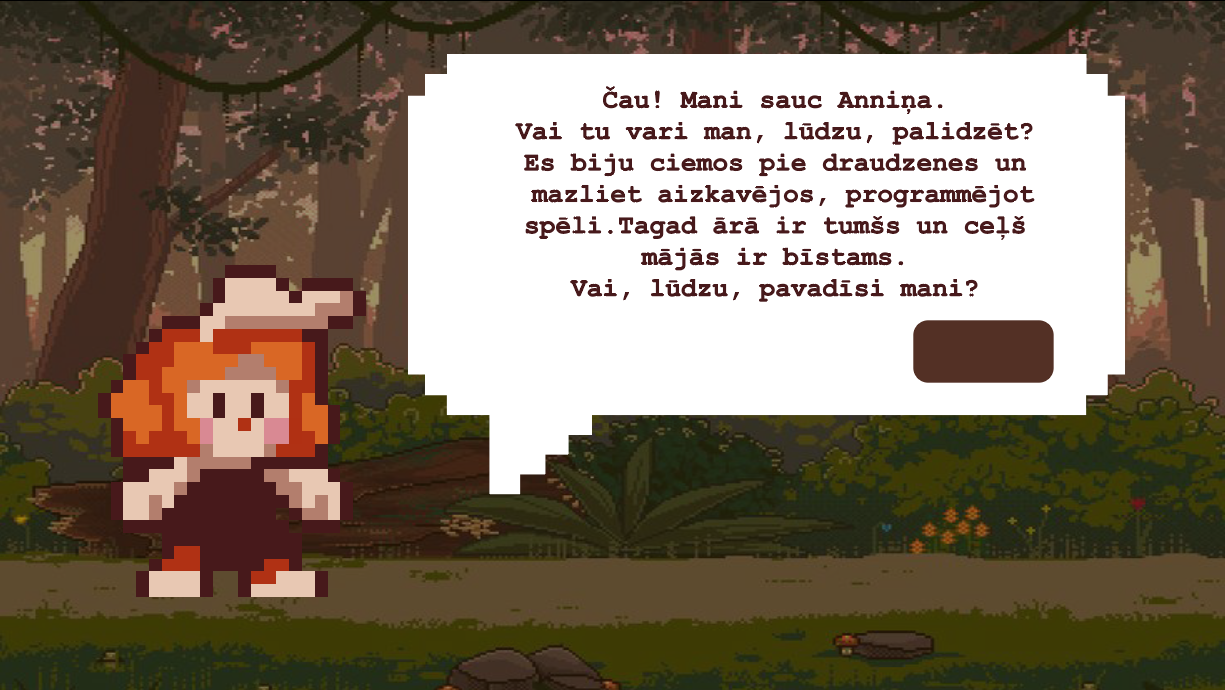 Čau! Mani sauc Anniņa.
Vai tu vari man, lūdzu, palidzēt?
Es biju ciemos pie draudzenes un
mazliet aizkavējos, programmējot
spēli.Tagad ārā ir tumšs un ceļš
mājās ir bīstams.
Vai, lūdzu, pavadīsi mani?